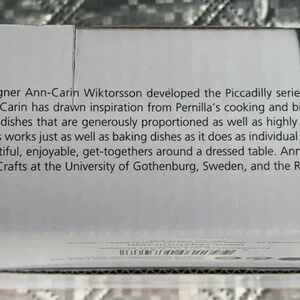 gner Ann-Carin Wiktorsson developed the Piccadilly serie
Carin has drawn inspiration from Pernilla's cooking and bi
dishes that are generously proportioned as well as highly
s works just as well as baking dishes as it does as individual
tiful, enjoyable, get-togethers around a dressed table. Ann
Crafts at the University of Gothenburg, Sweden, and the R